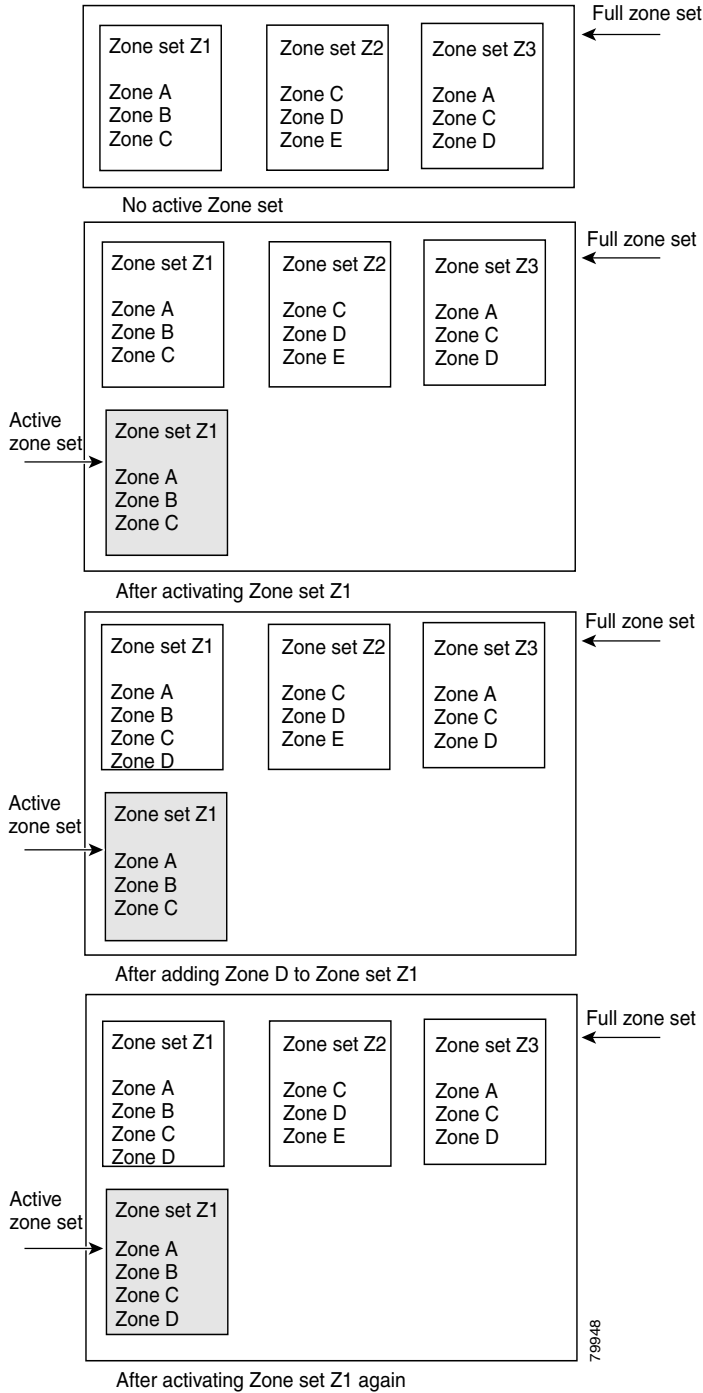 Full zone set
Zone set Z1
Zone A
Zone B
Zone C
Zone set Z2
Zone C
Zone D
Zone E
Zone set Z3
Zone A
Zone C
Zone D
No active Zone set
Full zone set
Zone set Z1
Zone A
Zone B
Zone C
Zone set Z2
Zone C
Zone D
Zone E
Zone set Z3
Zone A
Zone C
Zone D
Active
zone set
Zone set Z1
Zone A
Zone B
Zone C
After activating Zone set Z1
Full zone set
Zone set Z1
Zone A
Zone B
Zone C
Zone D
Zone set Z2
Zone C
Zone D
Zone E
Zone set Z3
Zone A
Zone C
Zone D
Active
zone set
Zone set Z1
Zone A
Zone B
Zone C
After adding Zone D to Zone set Z1
Full zone set
Zone set Z1
Zone A
Zone B
Zone C
Zone D
Zone set Z2
Zone C
Zone D
Zone E
Zone set Z3
Zone A
Zone C
Zone D
Active
zone set
Zone set Z1
Zone A
Zone B
Zone C
Zone D
79948
After activating Zone set Z1 again